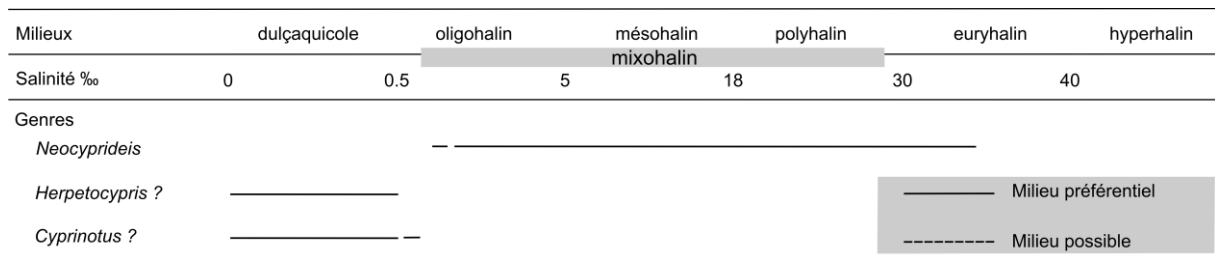 Milieux dulçaquicole oligohalin mésohalin polyhalin euryhalin hyperhalin
mixohalin
Salinité ‰ 0 0.5 5 18 30 40
Genres
Neocyprideis
Herpetocypris ?
Milieu préférentiel
Cyprinotus ?
Milieu possible